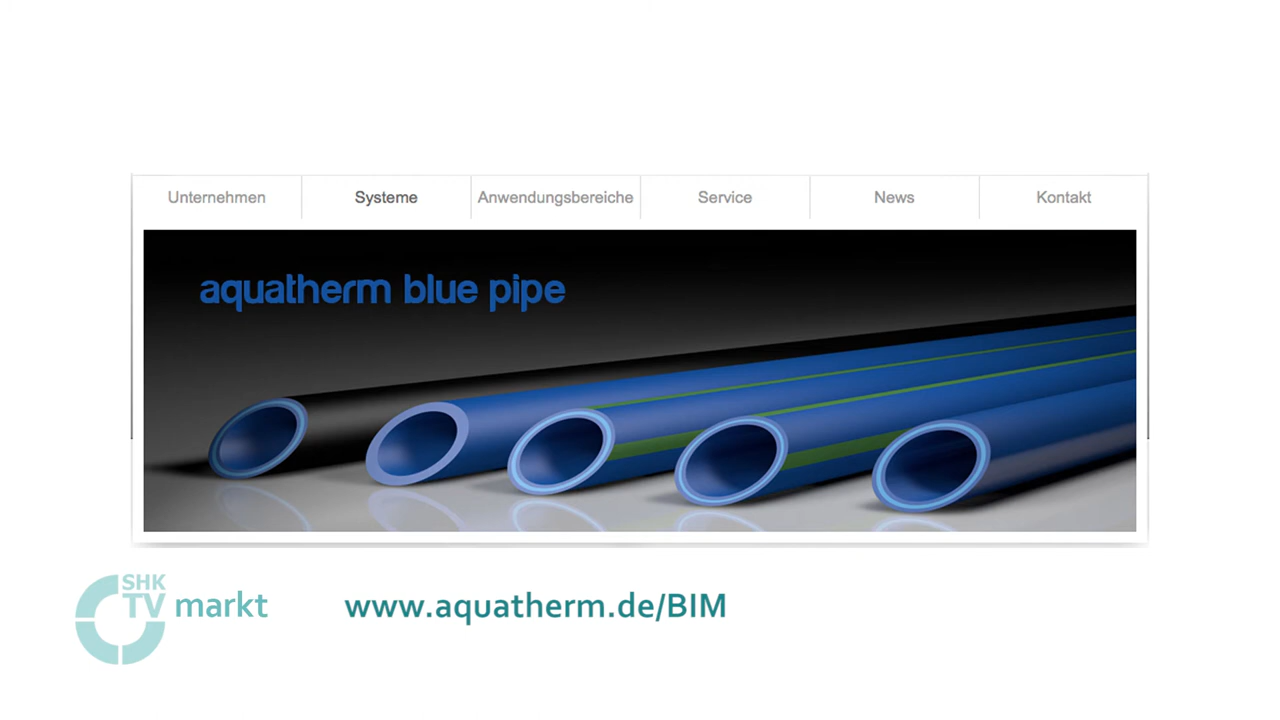 Unternehmen Systeme Anwendungsbereiche Service News Kontakt
aquatherm blue pipe
SHK
TV markt
www.aquatherm.de/BIM